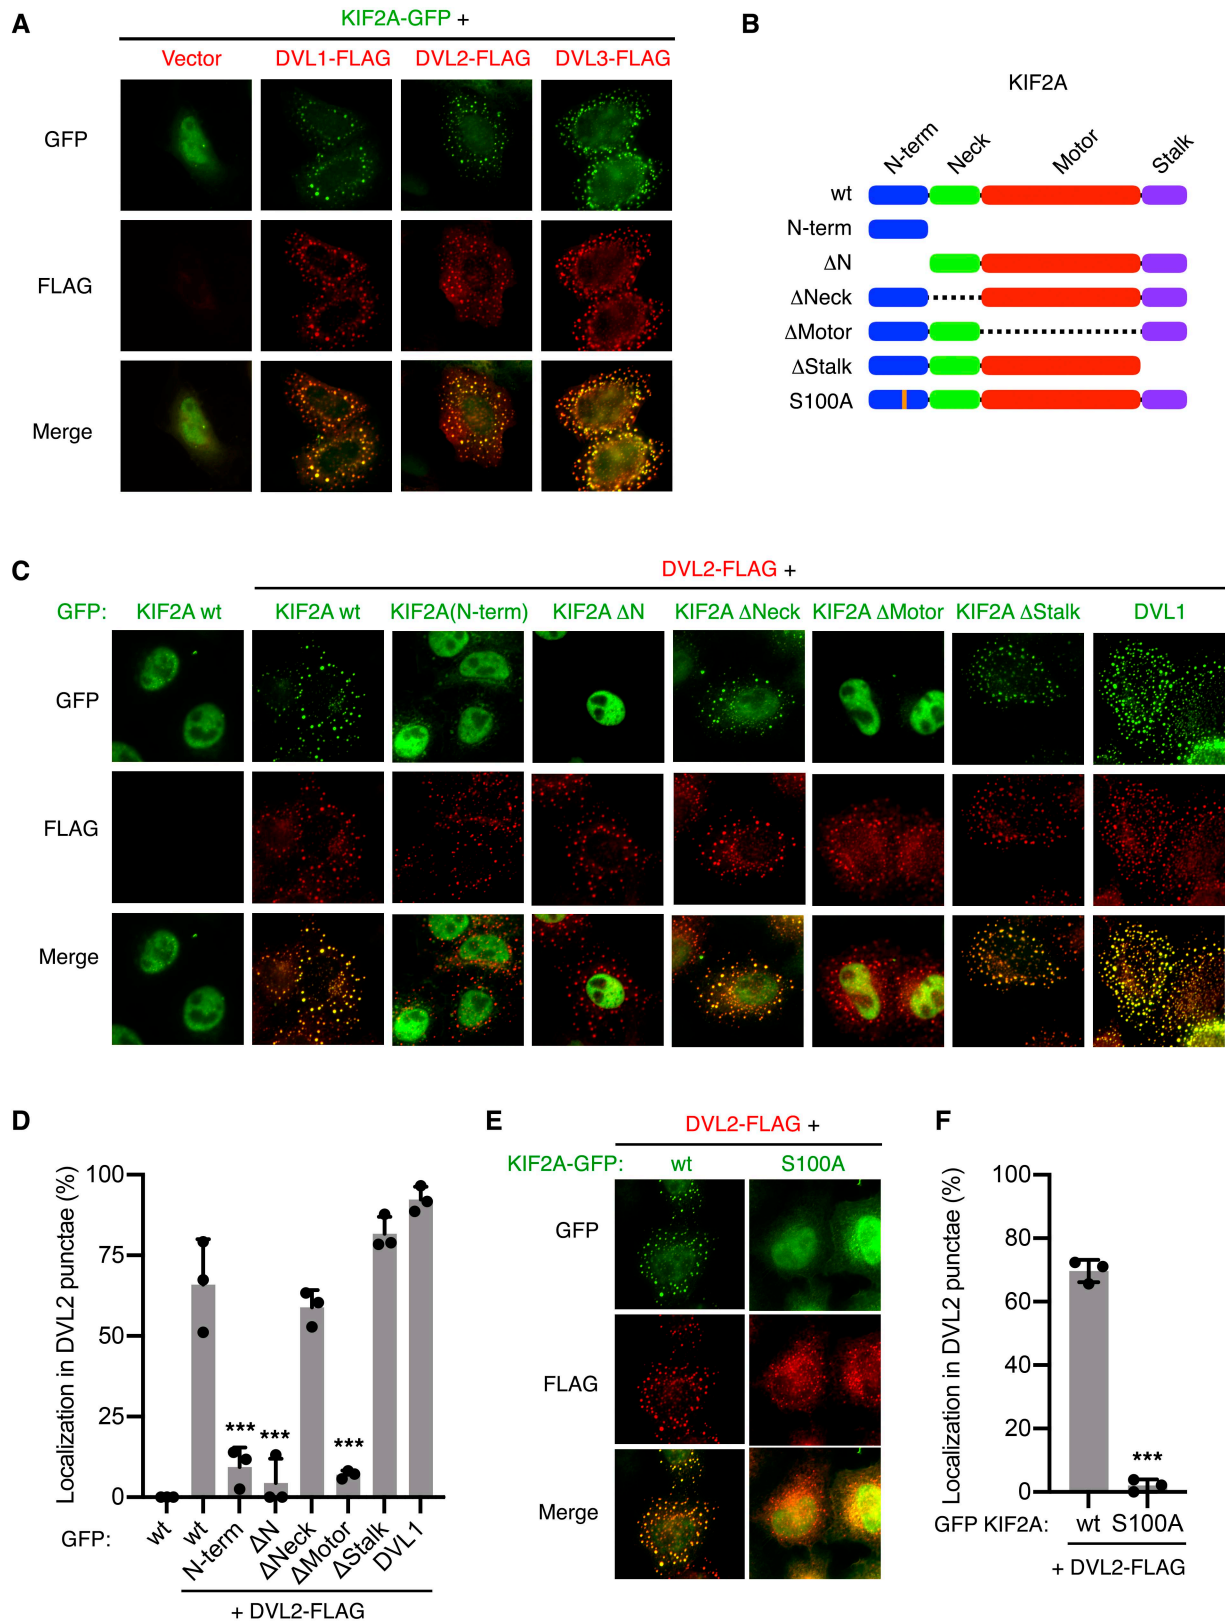 A
KIF2A-GFP +
Vector DVL1-FLAG DVL2-FLAG DVL3-FLAG
GFP
FLAG
Merge
B
KIF2A
N-term Neck Motor Stalk
wt
N-term
ΔN
ΔNeck
ΔMotor
ΔStalk
S100A
C
DVL2-FLAG +
GFP: KIF2A wt KIF2A wt KIF2A(N-term) KIF2A ΔN KIF2A ΔNeck KIF2A ΔMotor KIF2A ΔStalk DVL1
GFP
FLAG
Merge
D
Localization in DVL2 punctae (%)
100
75
50
25
0
*** *** ***
GFP: wt wt N-term ΔN ΔNeck ΔMotor ΔStalk DVL1
+ DVL2-FLAG
E
DVL2-FLAG +
KIF2A-GFP: wt S100A
GFP
FLAG
Merge
F
Localization in DVL2 punctae (%)
100
80
60
40
20
0
***
GFP KIF2A: wt S100A
+ DVL2-FLAG